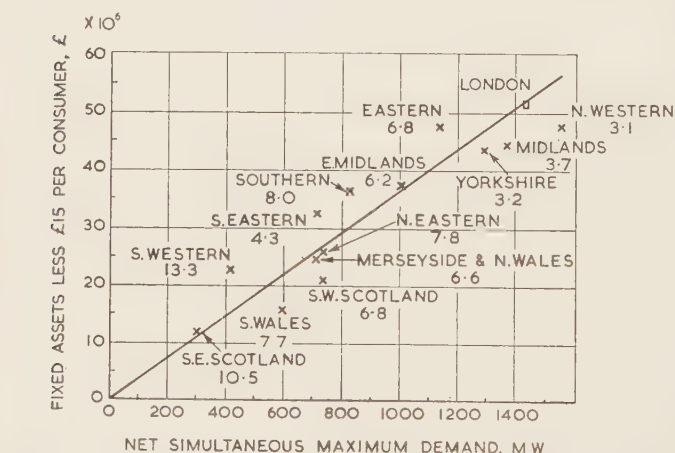 X 10⁶
FIXED ASSETS LESS £15 PER CONSUMER, £
60
50
40
30
20
10
0
LONDON
EASTERN
6·8
N. WESTERN
3·1
MIDLANDS
3·7
E.MIDLANDS
6·2
YORKSHIRE
3·2
SOUTHERN
8·0
S.EASTERN
4·3
N.EASTERN
7·8
S.WESTERN
13·3
MERSEYSIDE & N.WALES
6·6
S.W.SCOTLAND
6·8
S.WALES
7 7
S.E.SCOTLAND
10·5
0 200 400 600 800 1000 1200 1400
NET SIMULTANEOUS MAXIMUM DEMAND, MW